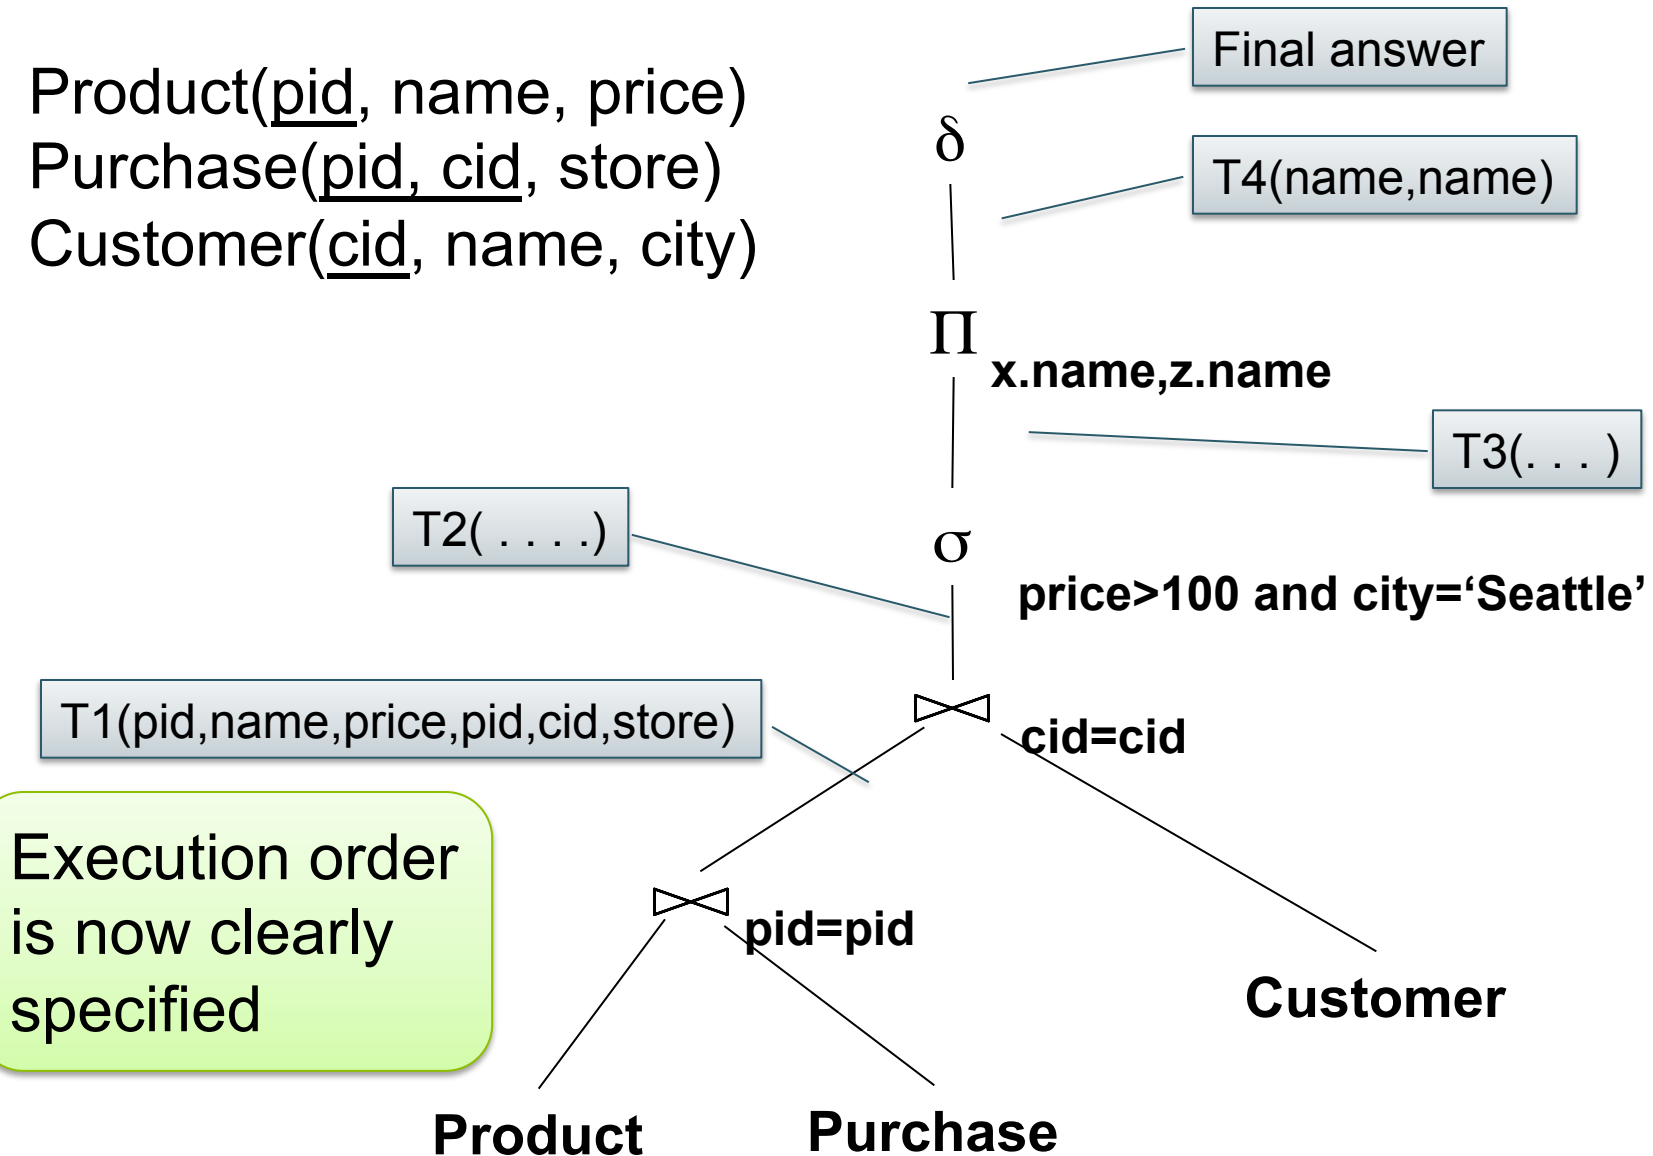 Product(pid, name, price)
Purchase(pid, cid, store)
Customer(cid, name, city)
Final answer
δ
T4(name,name)
Π
x.name,z.name
T3(. . . )
T2( . . . .)
σ
price>100 and city=‘Seattle’
T1(pid,name,price,pid,cid,store)
cid=cid
Execution order
is now clearly
specified
pid=pid
Customer
Product
Purchase